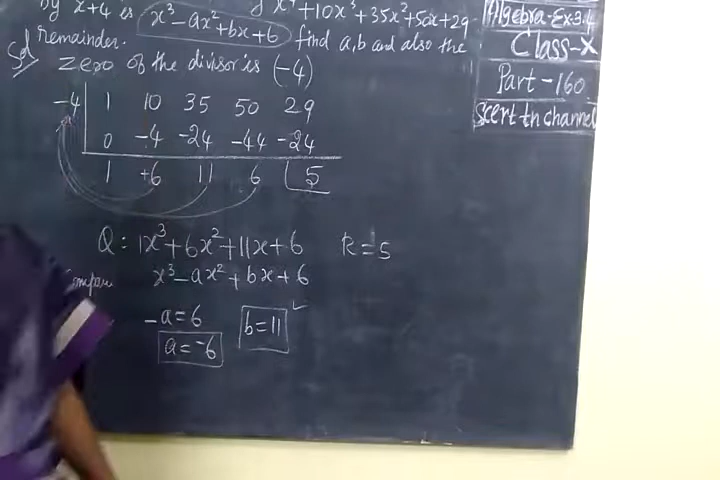 x⁴+10x³+35x²+50x+29
by x+4 is x³-ax²+bx+6 find a,b and also the
remainder.
Sol
Zero of the divisor is (-4)
-4 1 10 35 50 29
0 -4 -24 -44 -24
1 +6 11 6 5
Q: 1x³+6x²+11x+6 R=5
x³-ax²+bx+6
-a=6 b=11
a=-6
Algebra-Ex-3.4
Class-X
Part-160
Scert tn channel